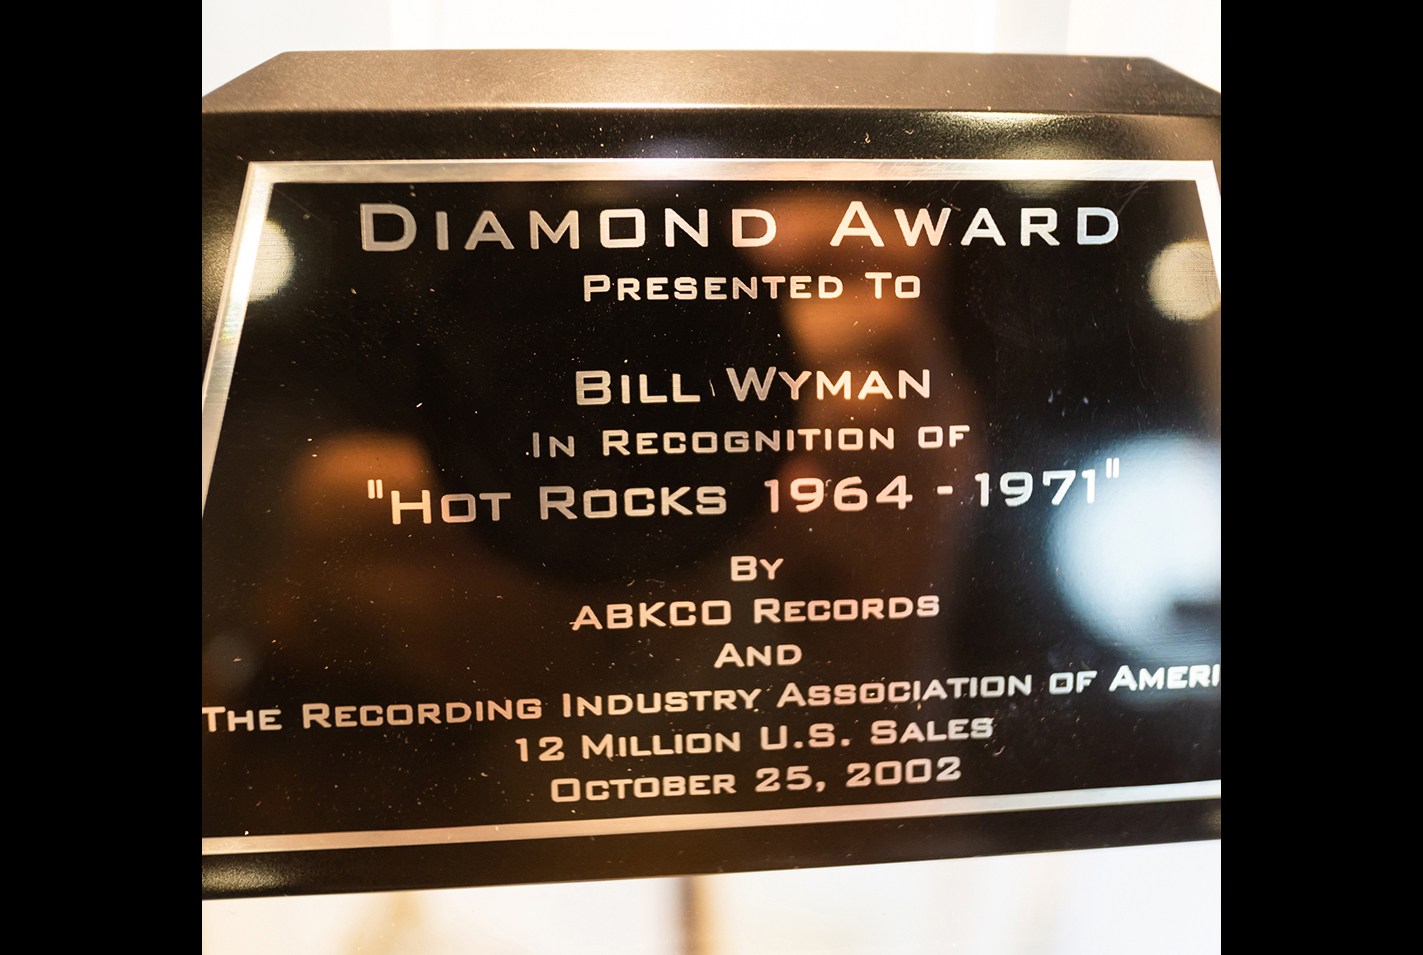 DIAMOND AWARD
PRESENTED TO
BILL WYMAN
IN RECOGNITION OF
"HOT ROCKS 1964 - 1971"
BY
ABKCO RECORDS
AND
THE RECORDING INDUSTRY ASSOCIATION OF AMERI
12 MILLION U.S. SALES
OCTOBER 25, 2002